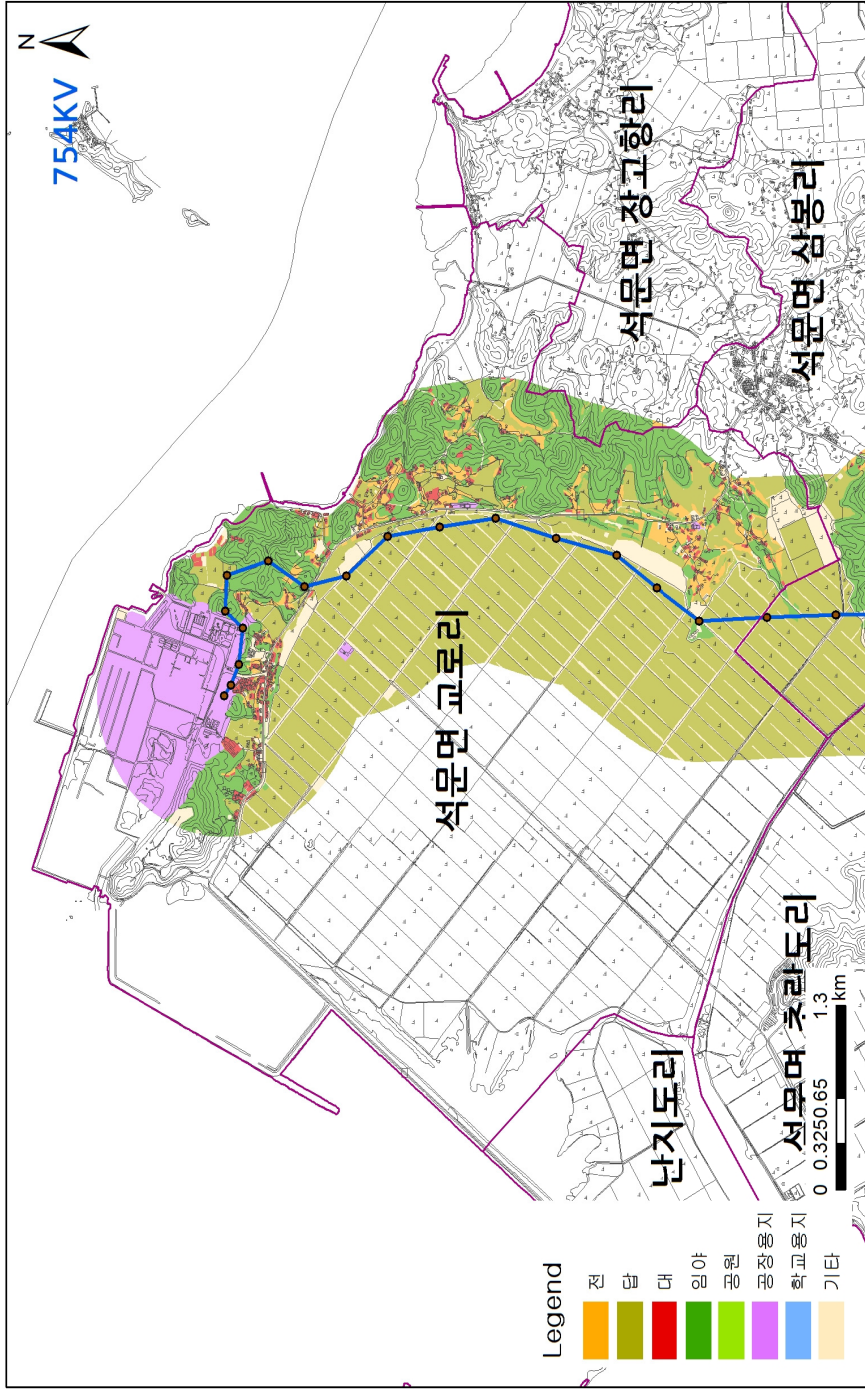 N
754KV
석문면 장고항리
석문면 삼봉리
석문면 교로리
난지도리
석문면 초락도리
0 0.3250.65 1.3
km
Legend
전
답
대
임야
공원
공장용지
학교용지
기타